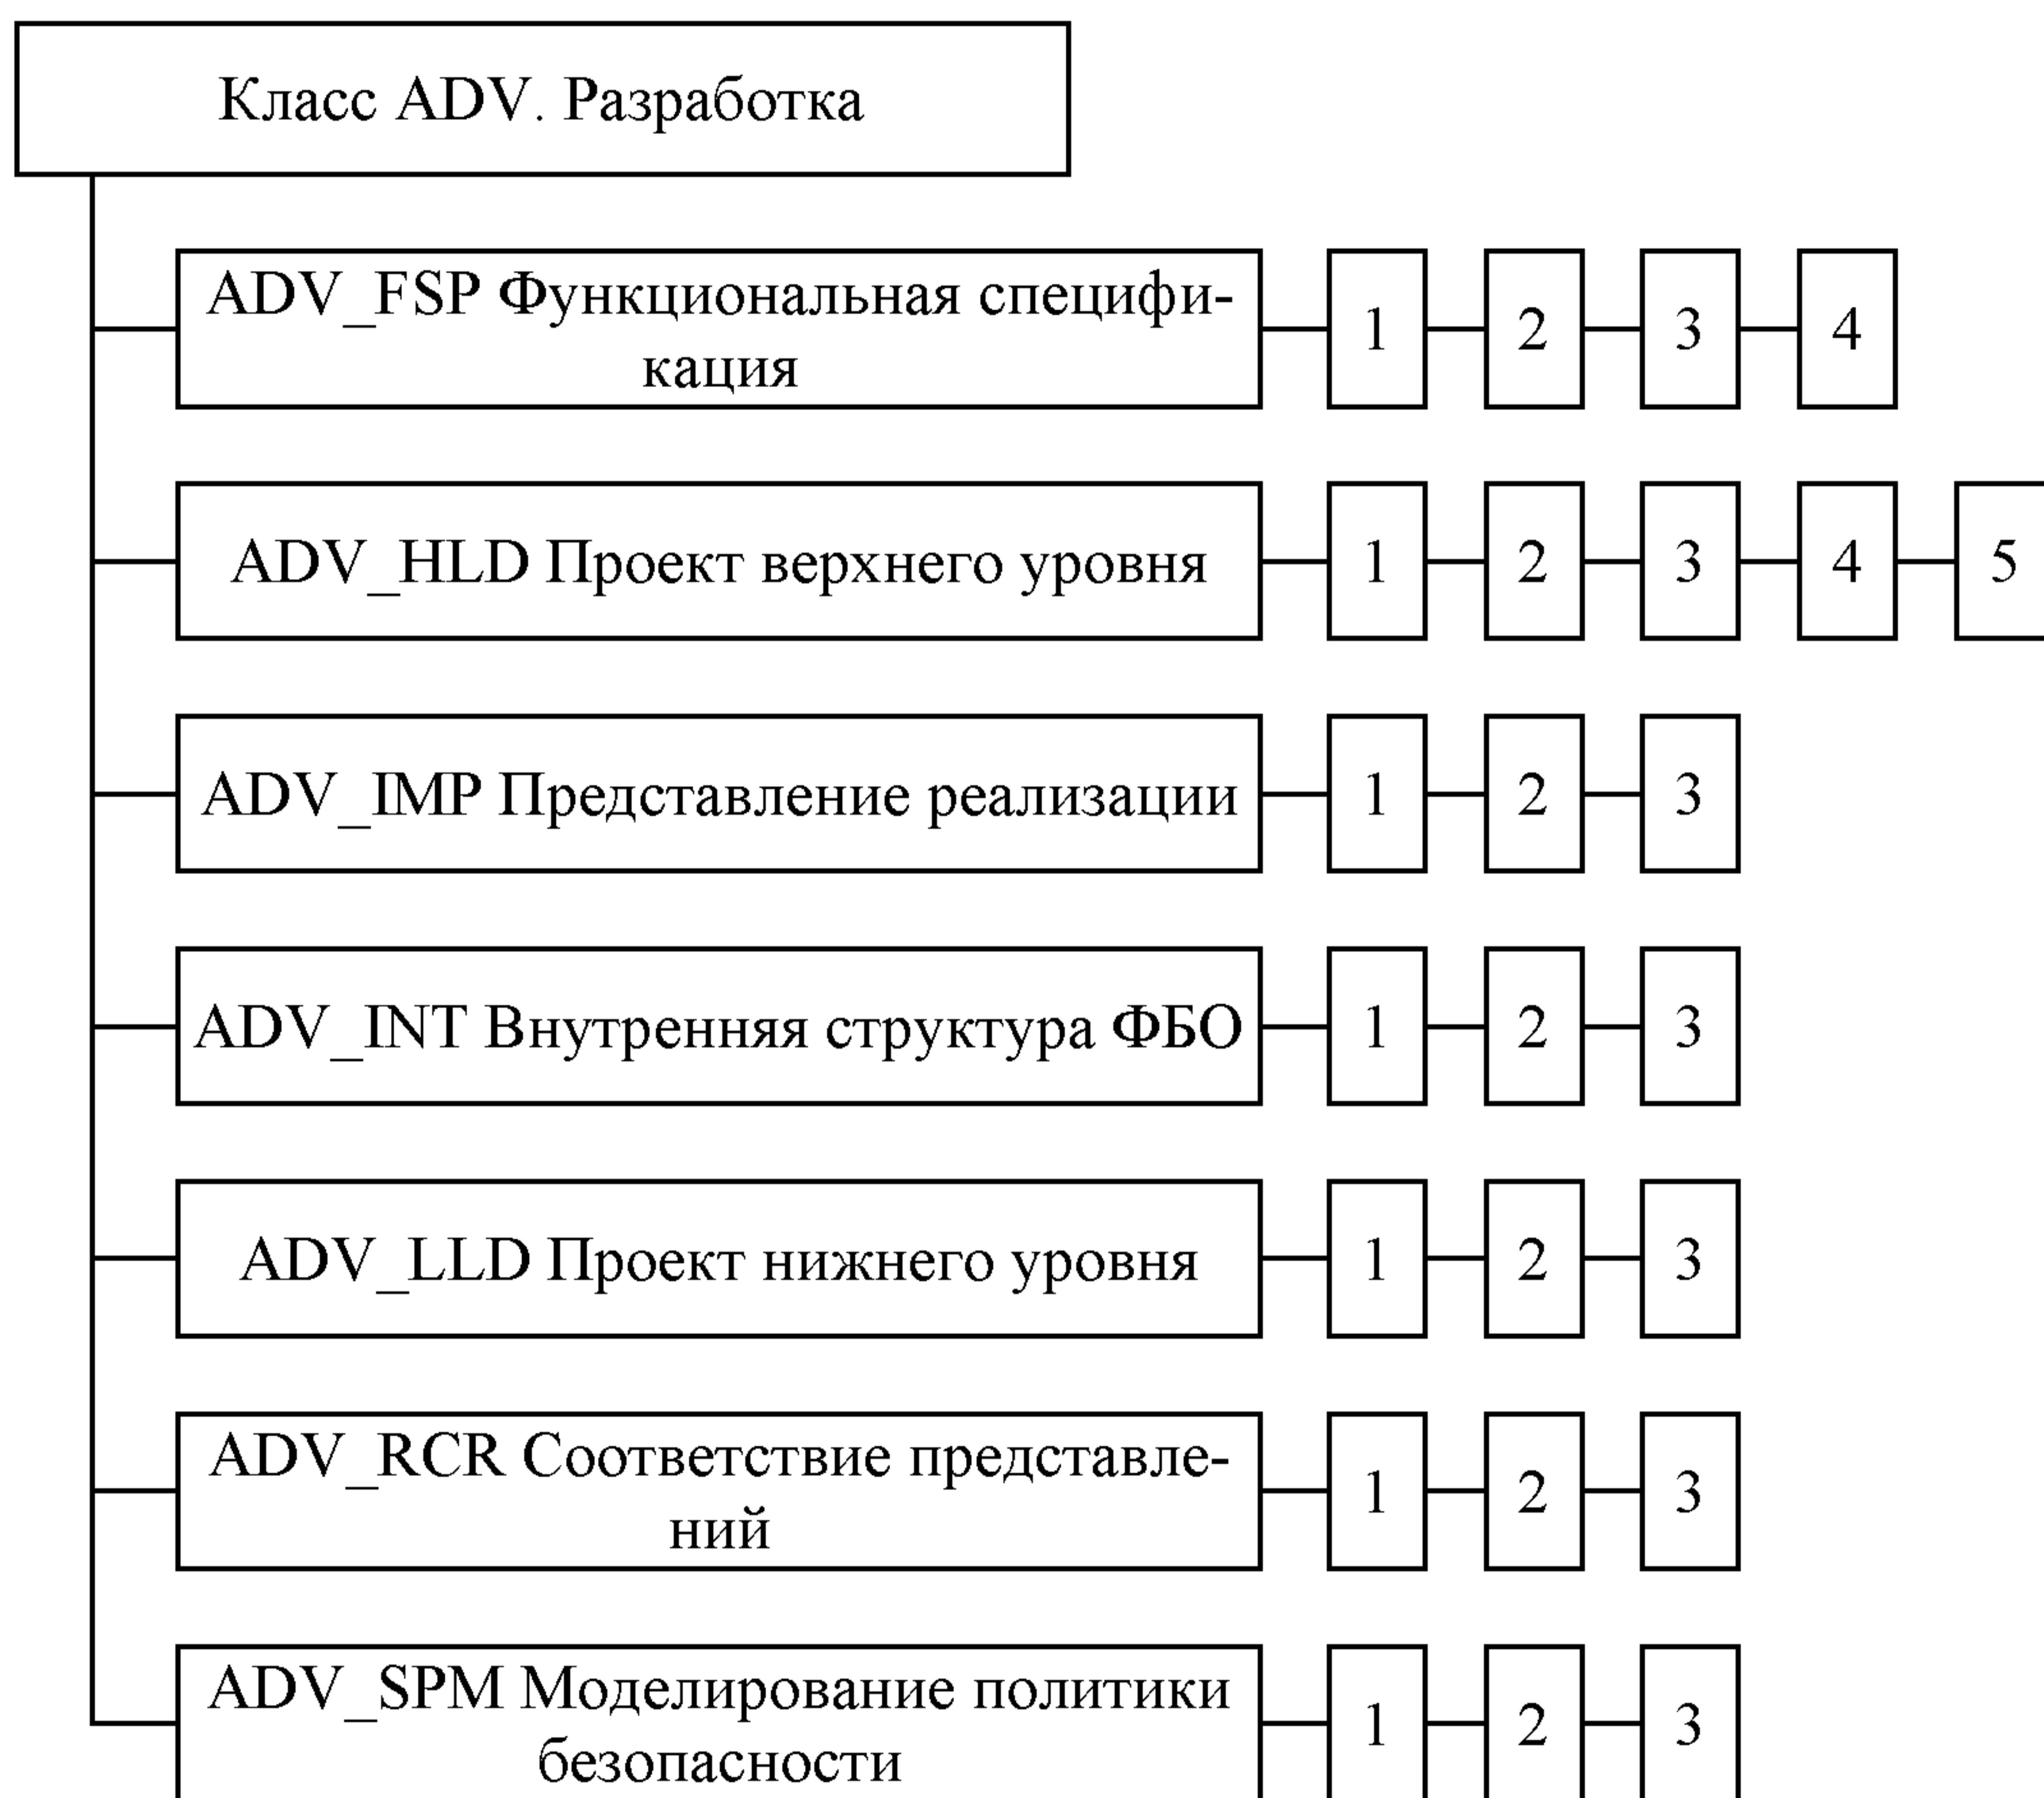 Класс ADV. Разработка
ADV_FSP Функциональная специфи-
кация
1 2 3 4
ADV_HLD Проект верхнего уровня 1 2 3 4 5
ADV_IMP Представление реализации 1 2 3
ADV_INT Внутренняя структура ФБО 1 2 3
ADV_LLD Проект нижнего уровня 1 2 3
ADV_RCR Соответствие представле-
ний
1 2 3
ADV_SPM Моделирование политики
безопасности
1 2 3